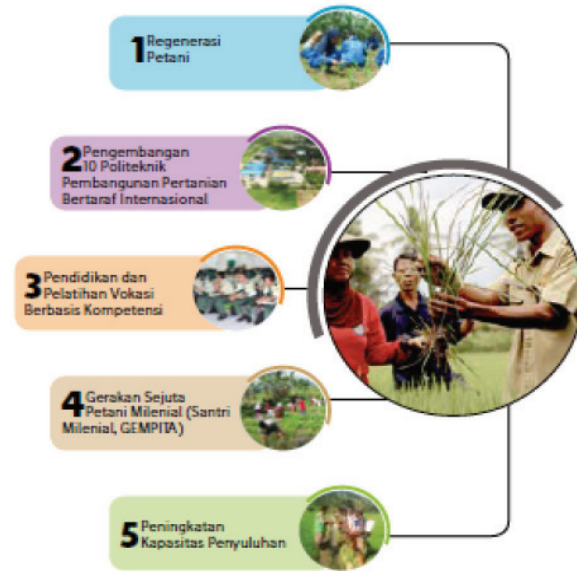 1 Regenerasi
Petani
2 Pengembangan
10 Politeknik
Pembangunan Pertanian
Bertaraf Internasional
3 Pendidikan dan
Pelatihan Vokasi
Berbasis Kompetensi
4 Gerakan Sejuta
Petani Milenial (Santri
Milenial, GEMPITA)
5 Peningkatan
Kapasitas Penyuluhan